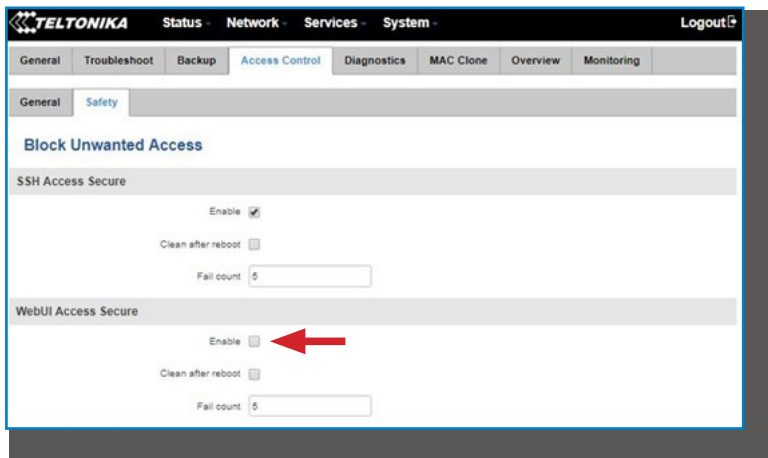 TELTONIKA Status Network Services System Logout
General Troubleshoot Backup Access Control Diagnostics MAC Clone Overview Monitoring
General Safety
Block Unwanted Access
SSH Access Secure
Enable
Clean after reboot
Fail count 5
WebUI Access Secure
Enable
Clean after reboot
Fail count 5